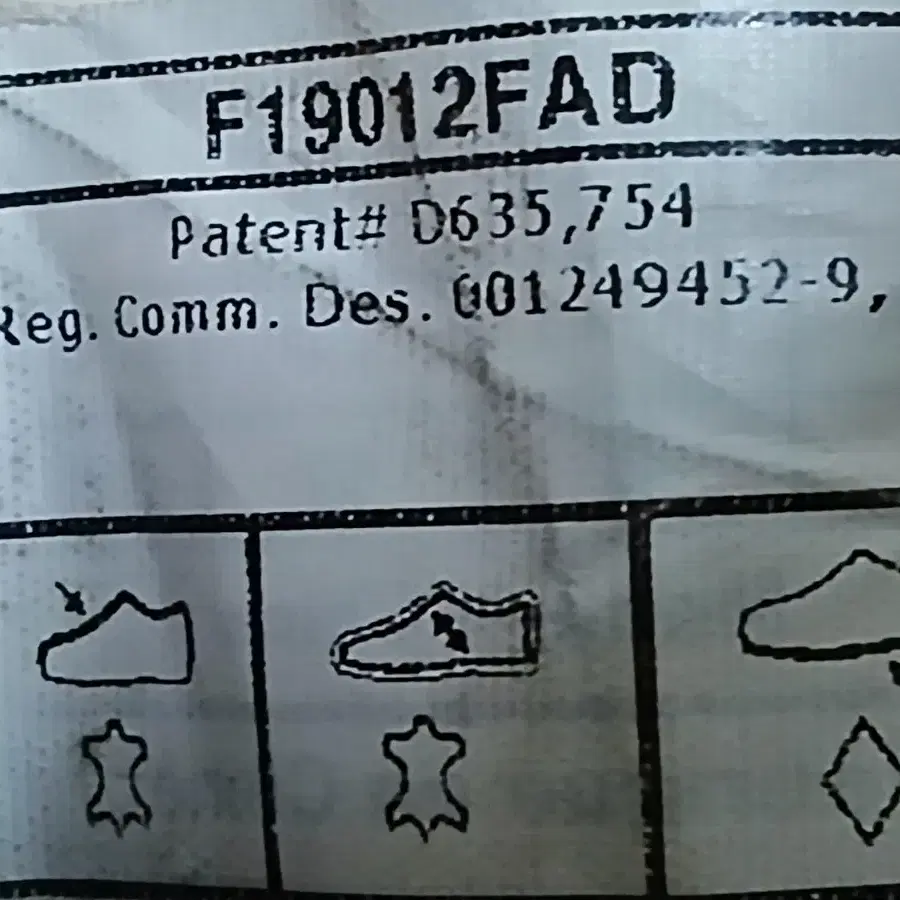 F19012FAD
Patent# D635,754
Reg. Comm. Des. 001249452-9,